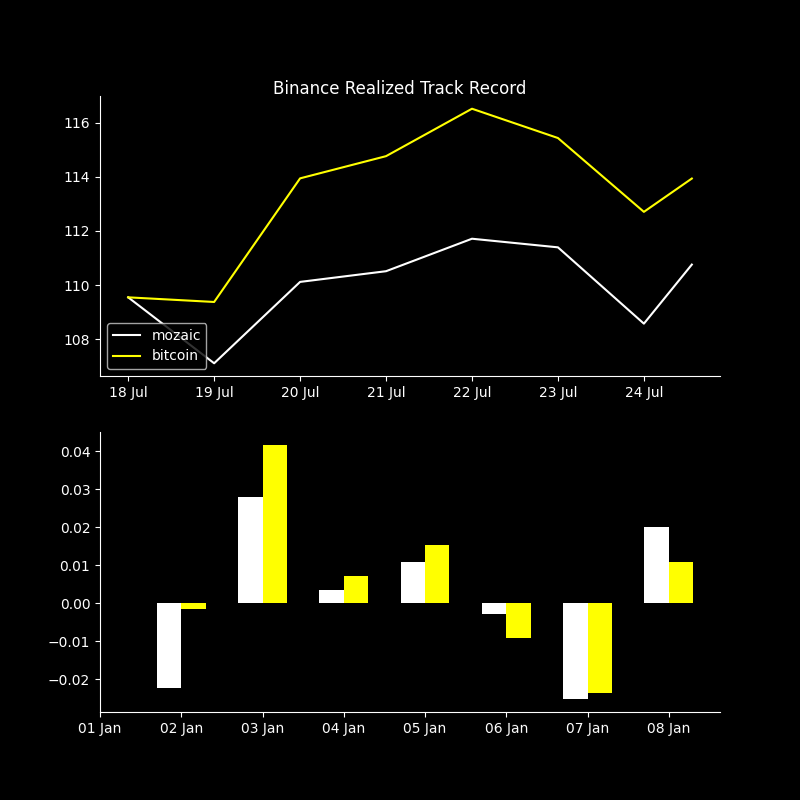 Binance Realized Track Record
116
114
112
110
108
mozaic
bitcoin
18 Jul 19 Jul 20 Jul 21 Jul 22 Jul 23 Jul 24 Jul
0.04
0.03
0.02
0.01
0.00
−0.01
−0.02
01 Jan 02 Jan 03 Jan 04 Jan 05 Jan 06 Jan 07 Jan 08 Jan